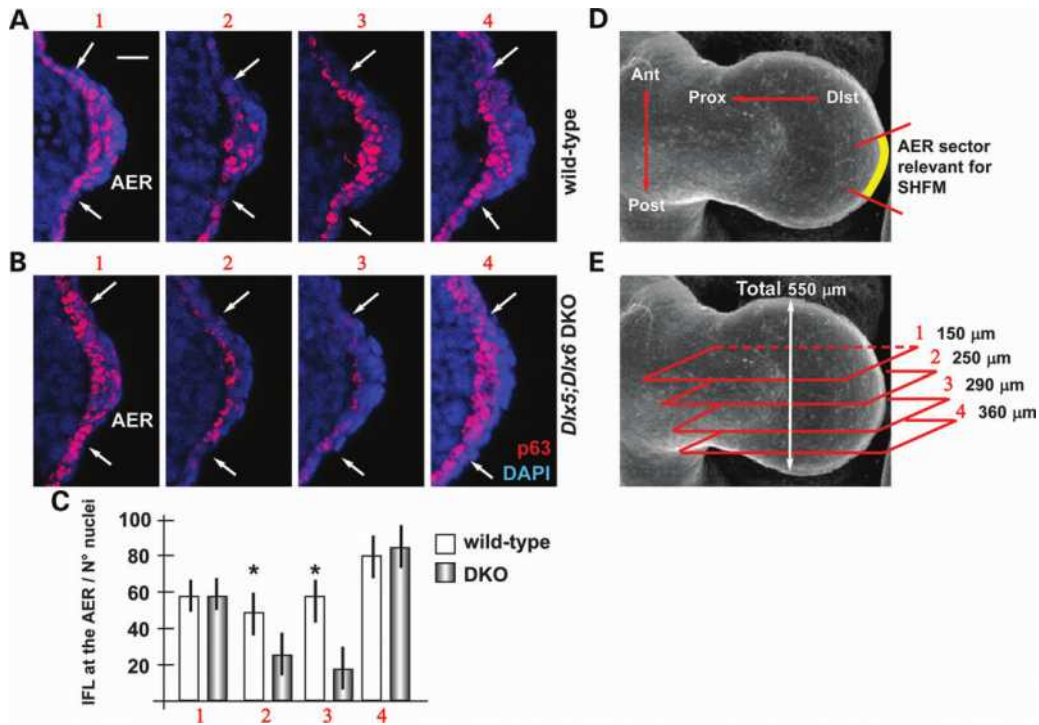 A
1
2
3
4
AER
wild-type
B
1
2
3
4
AER
p63
DAPI
Dlx5;Dlx6 DKO
C
IFL at the AER / N° nuclei
100
80
60
40
20
*
*
wild-type
DKO
1
2
3
4
D
Ant
Prox
Dist
Post
AER sector
relevant for
SHFM
E
Total 550 μm
1 150 μm
2 250 μm
3 290 μm
4 360 μm